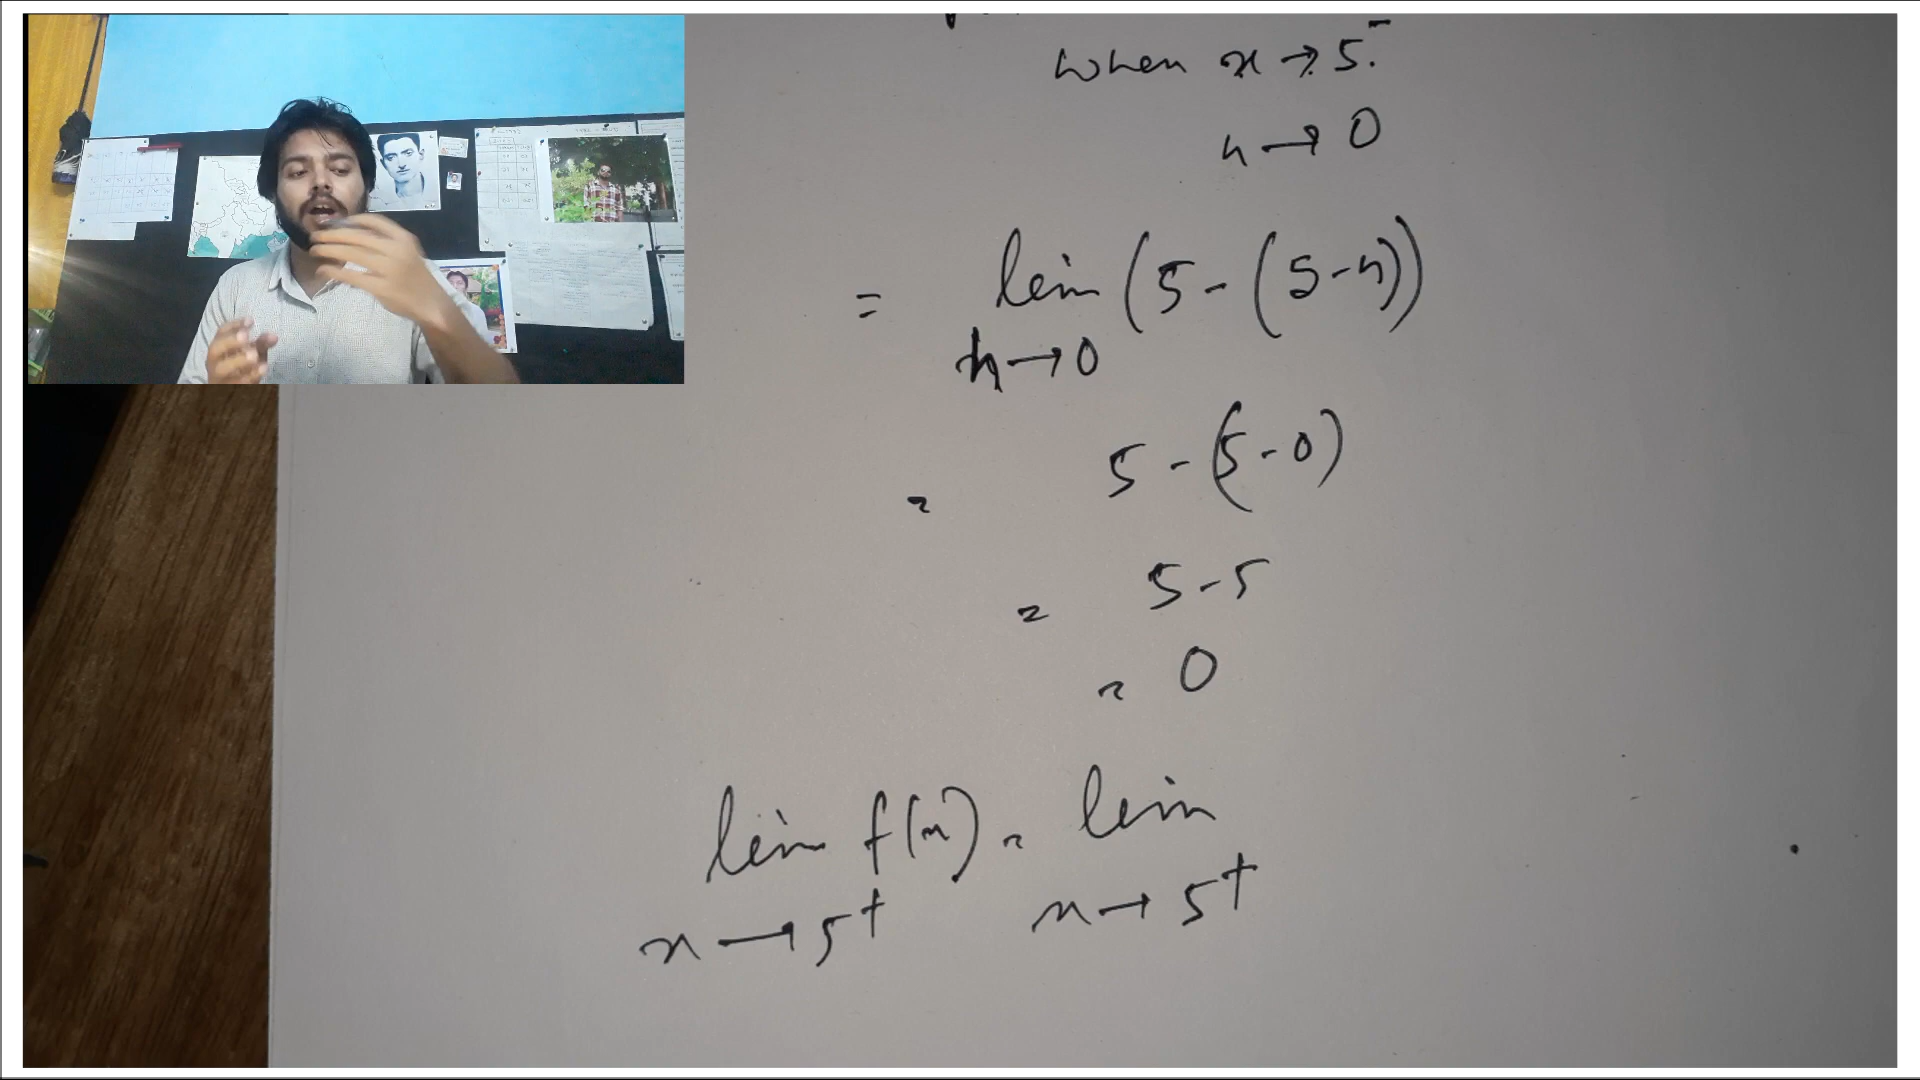 when x → 5⁻
h → 0
= lim (5 - (5-h))
h → 0
= 5 - (5-0)
= 5-5
= 0
lim f(x) = lim
x → 5⁺ x → 5⁺